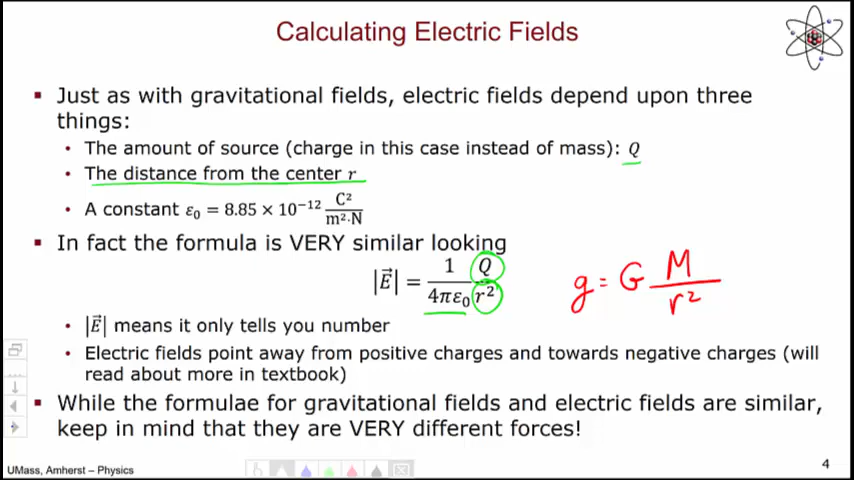 Calculating Electric Fields
▪ Just as with gravitational fields, electric fields depend upon three
things:
• The amount of source (charge in this case instead of mass): Q
• The distance from the center r
• A constant ε₀ = 8.85 × 10⁻¹² C²/m²·N
▪ In fact the formula is VERY similar looking
|E⃗| = 1/4πε₀ Q/r²
g = G M/r²
• |E⃗| means it only tells you number
• Electric fields point away from positive charges and towards negative charges (will
read about more in textbook)
▪ While the formulae for gravitational fields and electric fields are similar,
keep in mind that they are VERY different forces!
UMass, Amherst – Physics
4